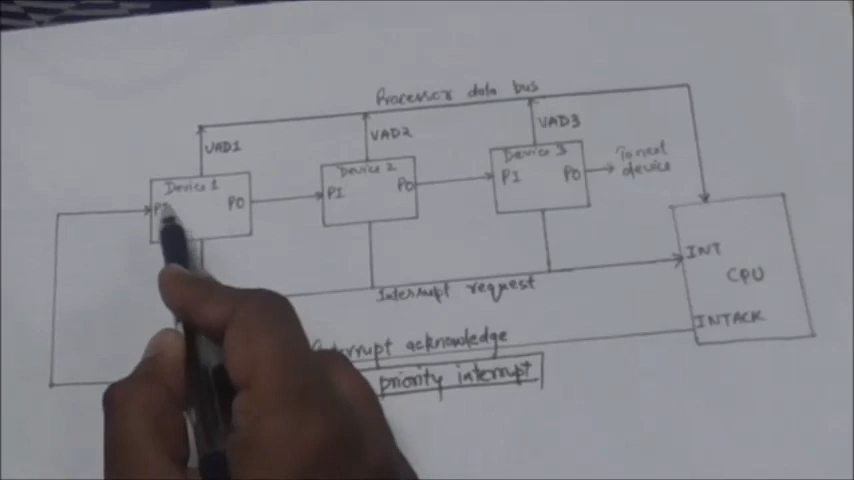 Processor data bus
VAD1
VAD2
VAD3
Device 1
PI
PO
Device 2
PI
PO
Device 3
PI
PO
To next
device
INT
CPU
INTACK
Interrupt request
Interrupt acknowledge
priority interrupt